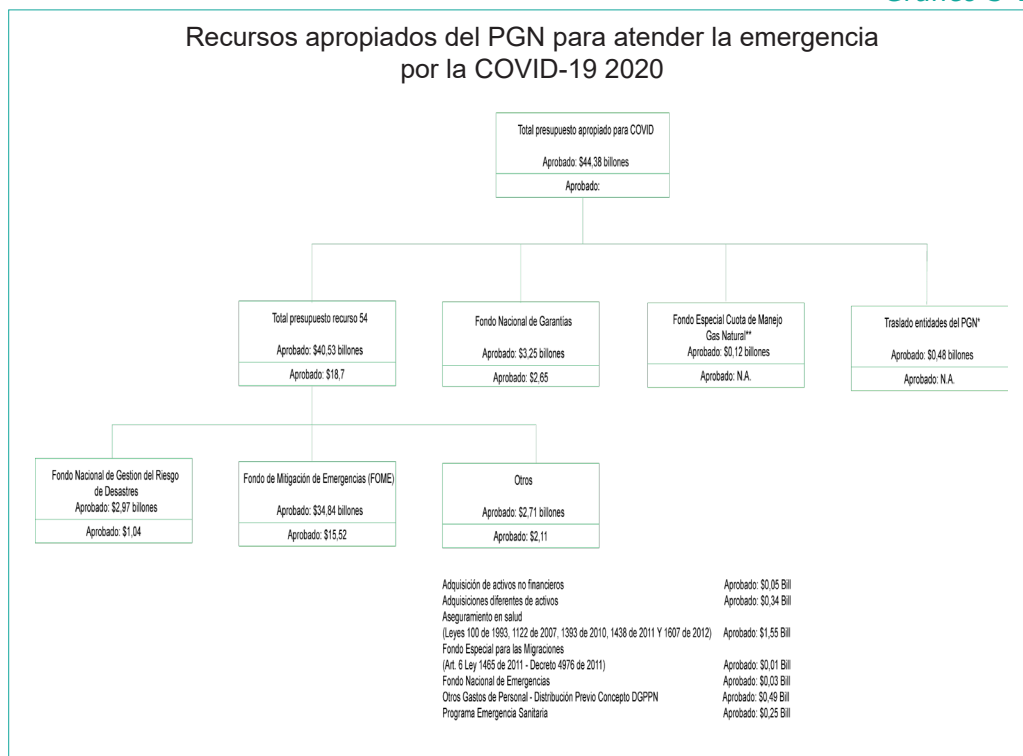 Recursos apropiados del PGN para atender la emergencia
por la COVID-19 2020
Total presupuesto apropiado para COVID
Aprobado: $44,38 billones
Aprobado:
Total presupuesto recurso 54
Aprobado: $40,53 billones
Aprobado: $18,7
Fondo Nacional de Garantías
Aprobado: $3,25 billones
Aprobado: $2,65
Fondo Especial Cuota de Manejo
Gas Natural**
Aprobado: $0,12 billones
Aprobado: N.A.
Traslado entidades del PGN*
Aprobado: $0,48 billones
Aprobado: N.A.
Fondo Nacional de Gestion del Riesgo
de Desastres
Aprobado: $2,97 billones
Aprobado: $1,04
Fondo de Mitigación de Emergencias (FOME)
Aprobado: $34,84 billones
Aprobado: $15,52
Otros
Aprobado: $2,71 billones
Aprobado: $2,11
Adquisición de activos no financieros Aprobado: $0,05 Bill
Adquisiciones diferentes de activos Aprobado: $0,34 Bill
Aseguramiento en salud
(Leyes 100 de 1993, 1122 de 2007, 1393 de 2010, 1438 de 2011 Y 1607 de 2012) Aprobado: $1,55 Bill
Fondo Especial para las Migraciones
(Art. 6 Ley 1465 de 2011 - Decreto 4976 de 2011) Aprobado: $0,01 Bill
Fondo Nacional de Emergencias Aprobado: $0,03 Bill
Otros Gastos de Personal - Distribución Previo Concepto DGPPN Aprobado: $0,49 Bill
Programa Emergencia Sanitaria Aprobado: $0,25 Bill